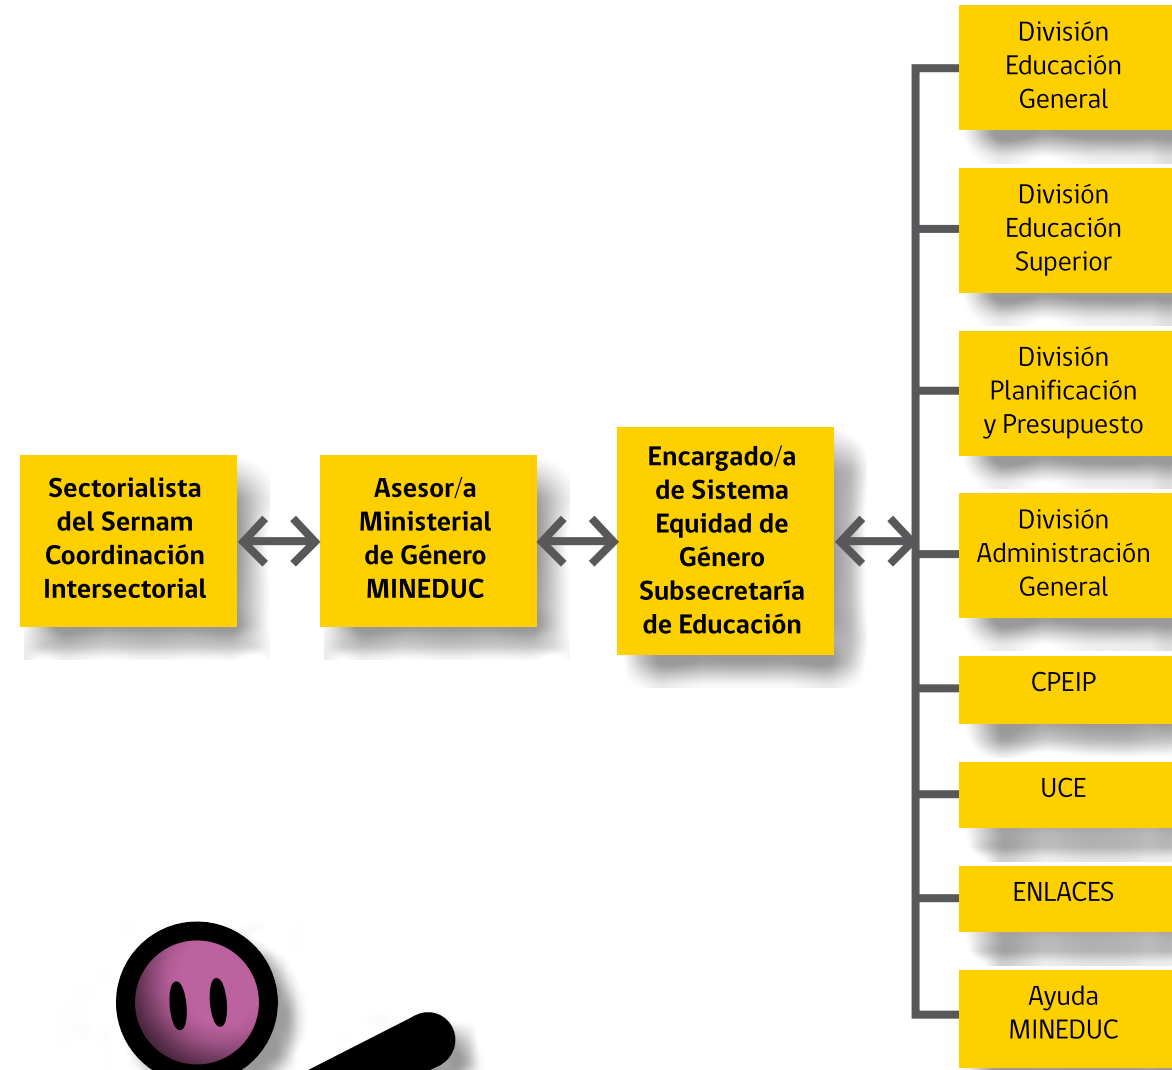 Sectorialista
del Sernam
Coordinación
Intersectorial
Asesor/a
Ministerial
de Género
MINEDUC
Encargado/a
de Sistema
Equidad de
Género
Subsecretaría
de Educación
División
Educación
General
División
Educación
Superior
División
Planificación
y Presupuesto
División
Administración
General
CPEIP
UCE
ENLACES
Ayuda
MINEDUC